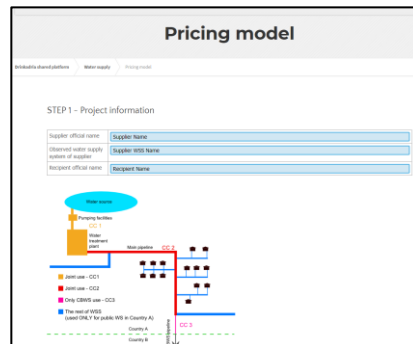 Pricing model
Water supply
Pricing model
STEP 1 - Project information
Supplier official name
Supplier Name
Observed water supply
system of supplier
Supplier WSS Name
Recipient official name
Recipient Name
Water source
Pumping facilities
CC 1
Water
treatment
plant
Main pipeline
CC 2
Joint use - CC1
Joint use - CC2
Only CBWS use - CC3
The rest of WSS
(used ONLY for public WS in Country A)
CC 3
Country A
Country B